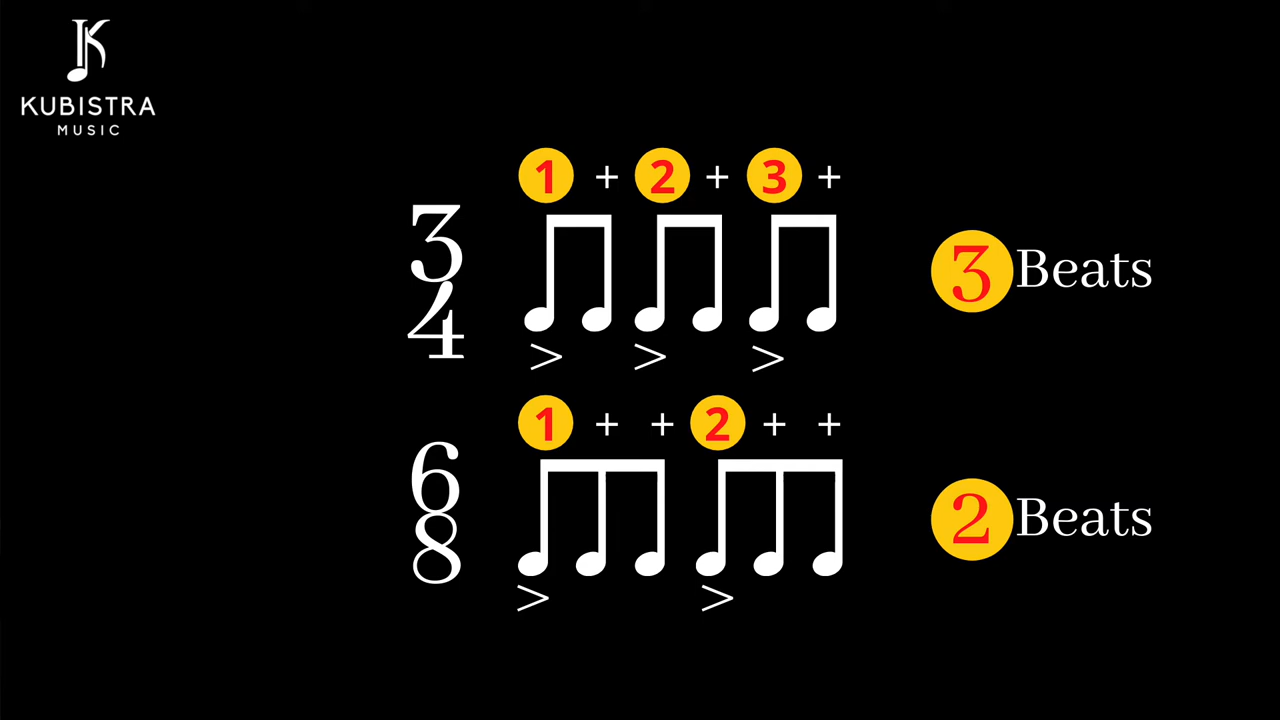 KUBISTRA
MUSIC
1 + 2 + 3 +
3
4
>
>
>
3 Beats
1 + + 2 + +
6
8
>
>
2 Beats